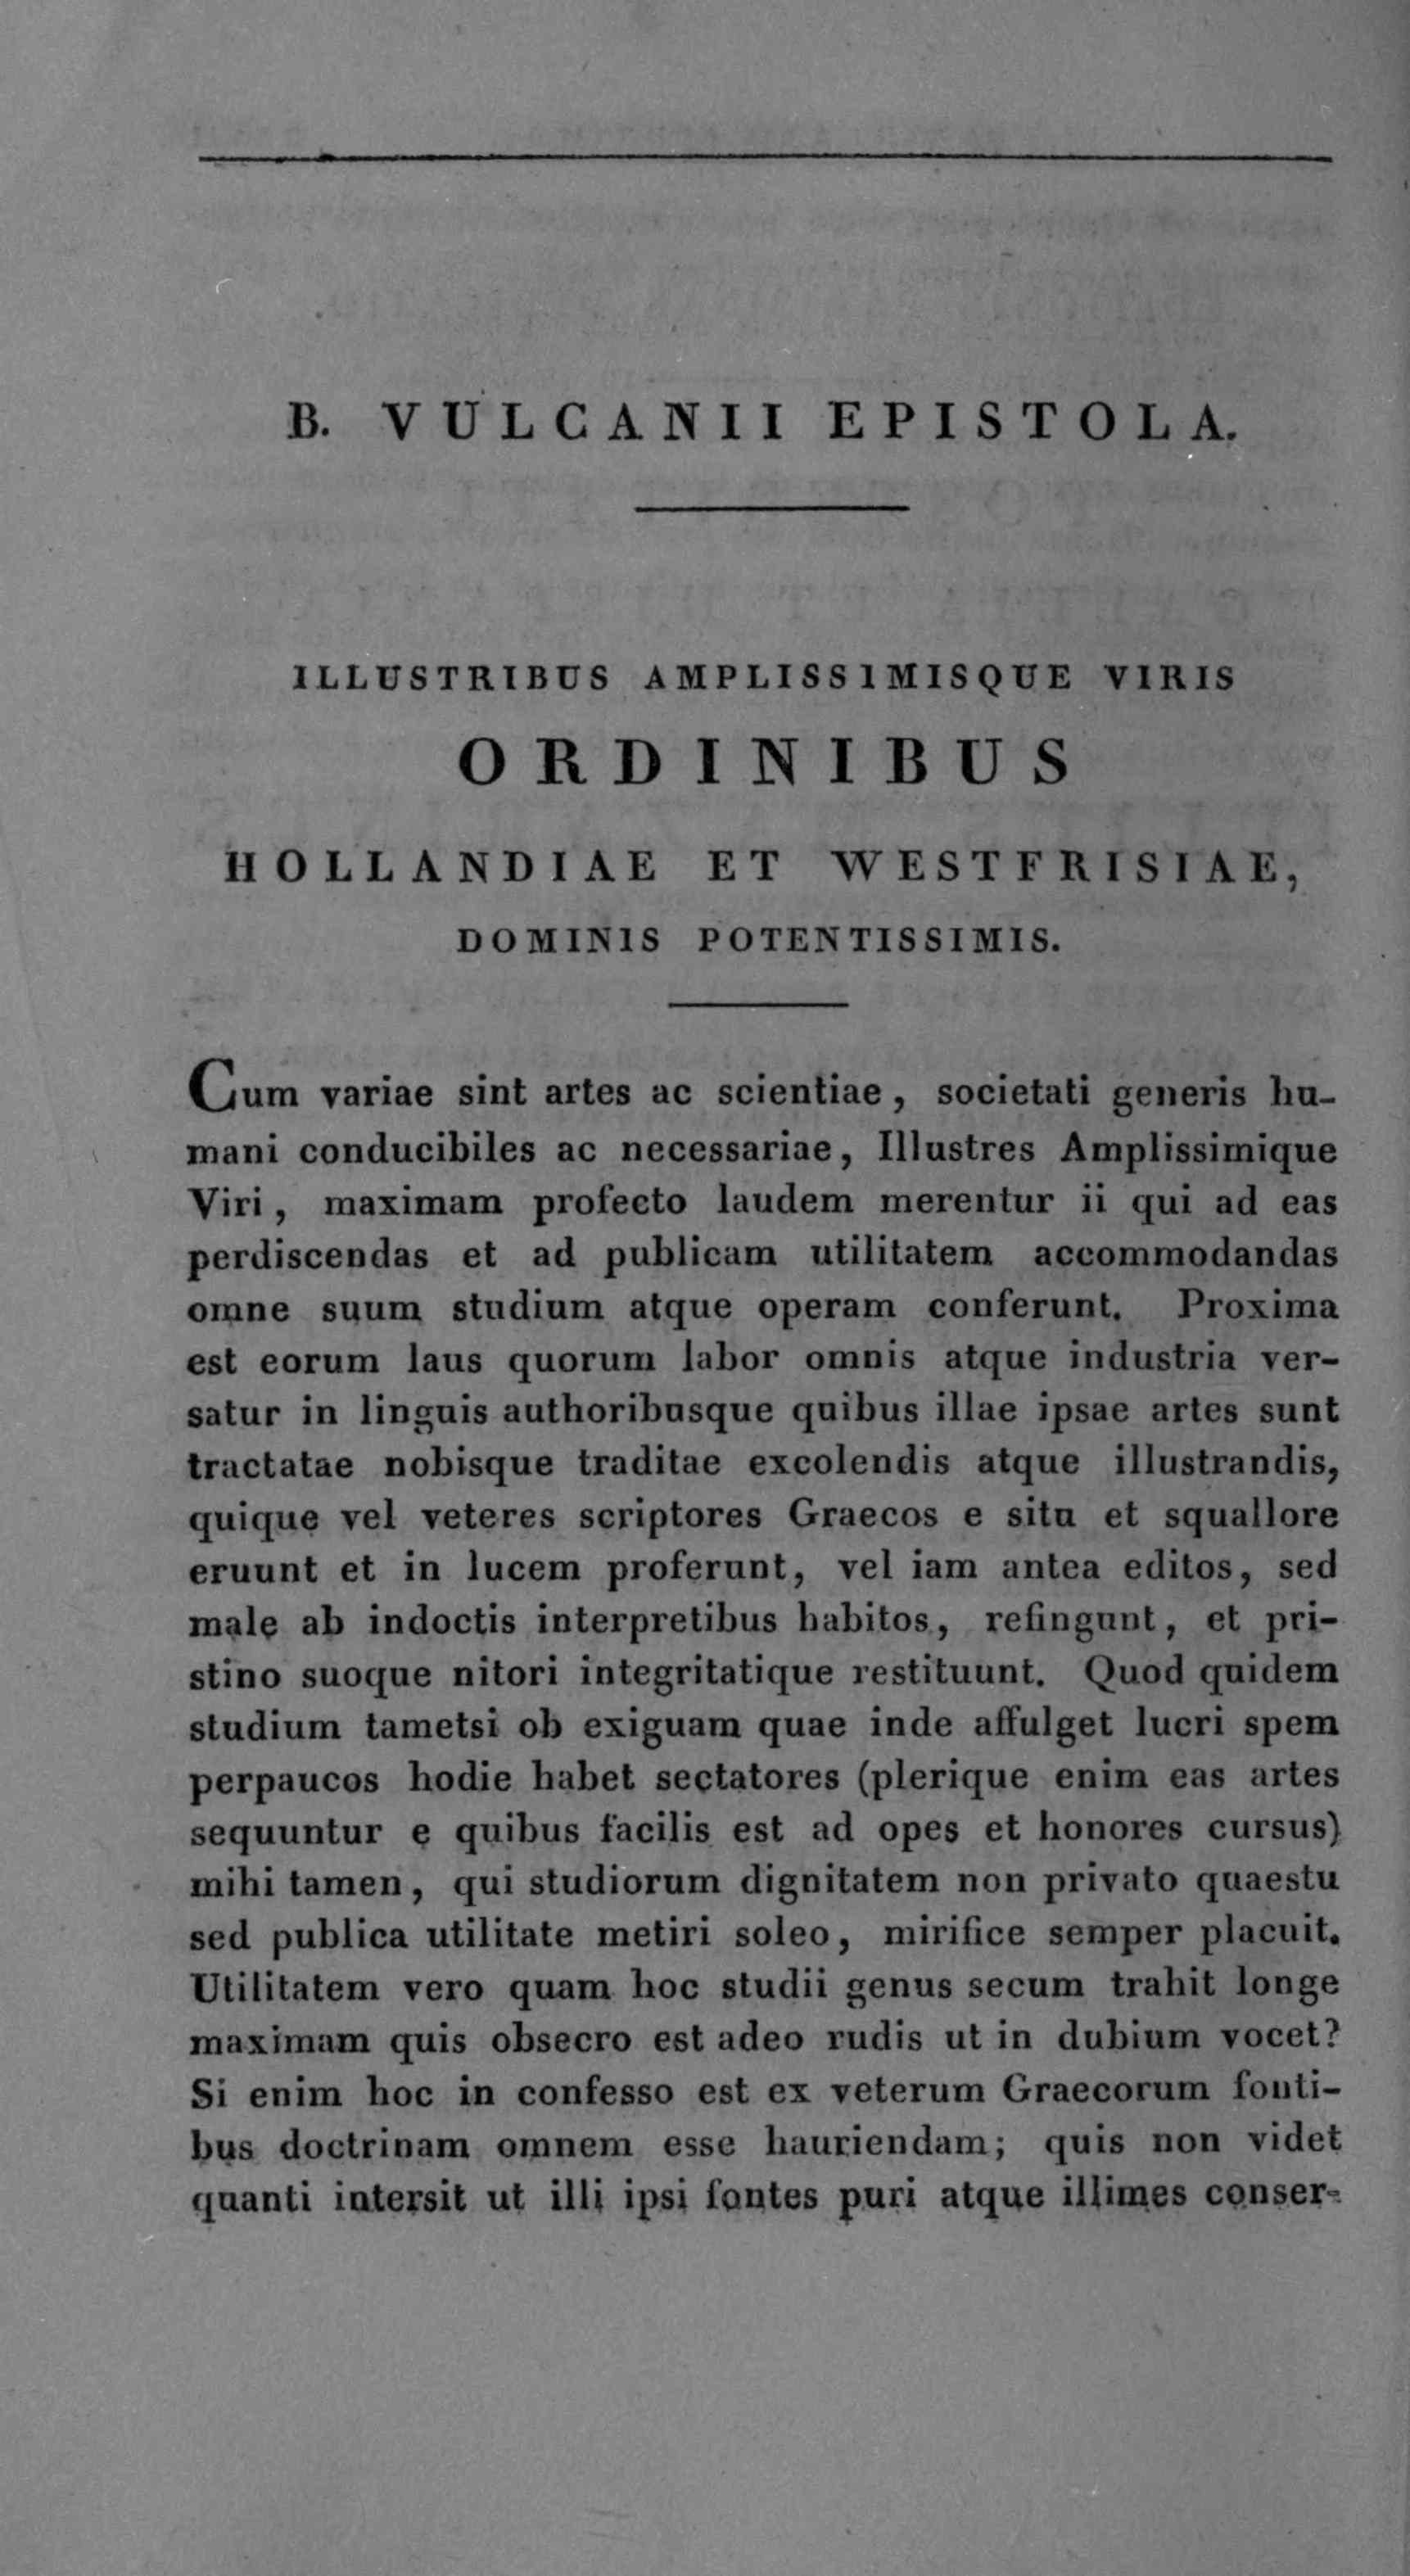 B. VULCANII EPISTOLA.
ILLUSTRIBUS AMPLISSIMISQUE VIRIS
ORDINIBUS
HOLLANDIAE ET WESTFRISIAE,
DOMINIS POTENTISSIMIS.
Cum variae sint artes ac scientiae, societati generis hu-
mani conducibiles ac necessariae, Illustres Amplissimique
Viri, maximam profecto laudem merentur ii qui ad eas
perdiscendas et ad publicam utilitatem accommodandas
omne suum studium atque operam conferunt. Proxima
est eorum laus quorum labor omnis atque industria ver-
satur in linguis authoribusque quibus illae ipsae artes sunt
tractatae nobisque traditae excolendis atque illustrandis,
quique vel veteres scriptores Graecos e situ et squallore
eruunt et in lucem proferunt, vel iam antea editos, sed
male ab indoctis interpretibus habitos, refingunt, et pri-
stino suoque nitori integritatique restituunt. Quod quidem
studium tametsi ob exiguam quae inde affulget lucri spem
perpaucos hodie habet sectatores (plerique enim eas artes
sequuntur e quibus facilis est ad opes et honores cursus)
mihi tamen, qui studiorum dignitatem non privato quaestu
sed publica utilitate metiri soleo, mirifice semper placuit.
Utilitatem vero quam hoc studii genus secum trahit longe
maximam quis obsecro est adeo rudis ut in dubium vocet?
Si enim hoc in confesso est ex veterum Graecorum fonti-
bus doctrinam omnem esse hauriendam; quis non videt
quanti intersit ut illi ipsi fontes puri atque illimes conser-